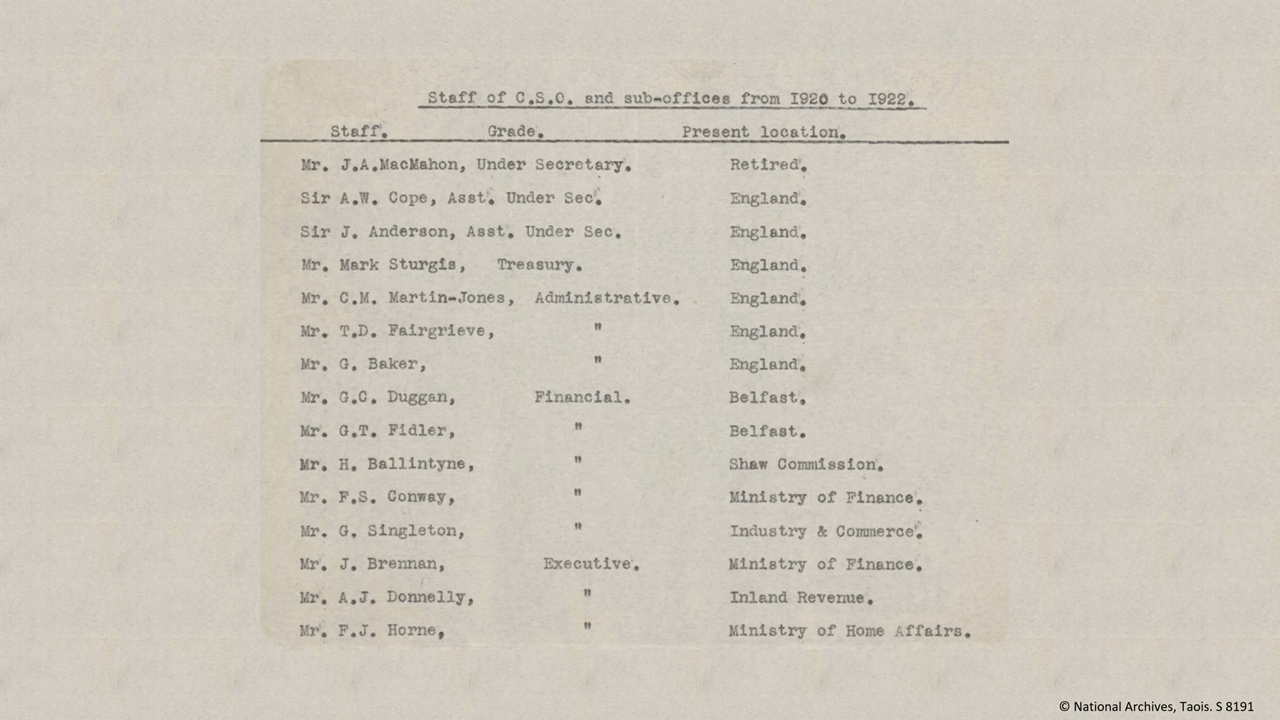 Staff of C.S.O. and sub-offices from I920 to I922.
Staff. Grade. Present location.
Mr. J.A.MacMahon, Under Secretary. Retired.
Sir A.W. Cope, Asst. Under Sec. England.
Sir J. Anderson, Asst. Under Sec. England.
Mr. Mark Sturgis, Treasury. England.
Mr. C.M. Martin-Jones, Administrative. England.
Mr. T.D. Fairgrieve, " England.
Mr. G. Baker, " England.
Mr. G.C. Duggan, Financial. Belfast.
Mr. G.T. Fidler, " Belfast.
Mr. H. Ballintyne, " Shaw Commission.
Mr. F.S. Conway, " Ministry of Finance.
Mr. G. Singleton, " Industry & Commerce.
Mr. J. Brennan, Executive. Ministry of Finance.
Mr. A.J. Donnelly, " Inland Revenue.
Mr. F.J. Horne, " Ministry of Home Affairs.
© National Archives, Taois. S 8191